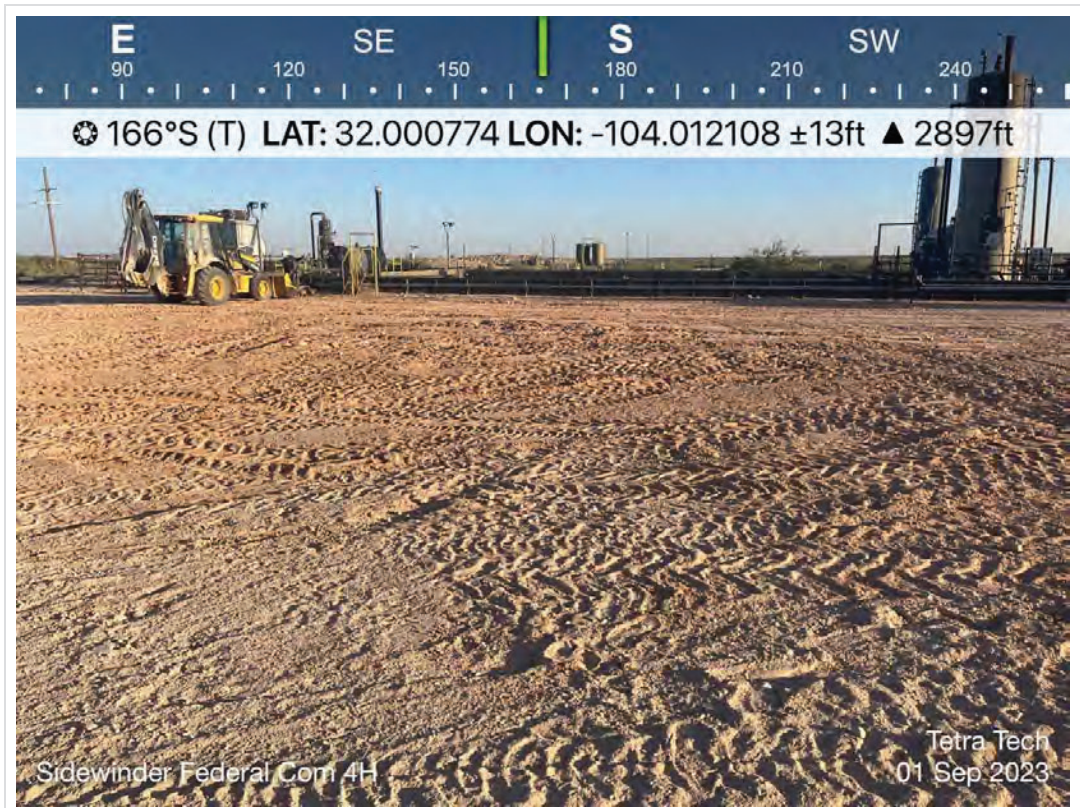 E SE S SW
90 120 150 180 210 240
166°S (T) LAT: 32.000774 LON: -104.012108 ±13ft ▲ 2897ft
Tetra Tech
Sidewinder Federal Com 4H 01 Sep 2023